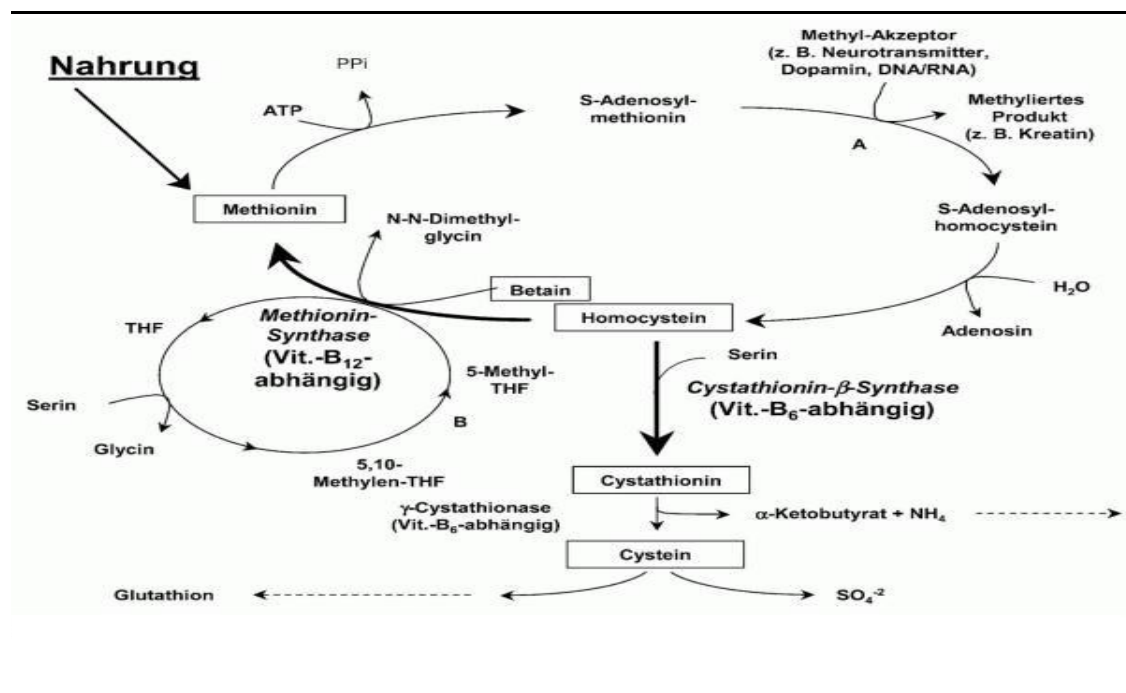 Nahrung
PPi
ATP
S-Adenosyl-
methionin
Methyl-Akzeptor
(z. B. Neurotransmitter,
Dopamin, DNA/RNA)
Methyliertes
Produkt
(z. B. Kreatin)
A
Methionin
N-N-Dimethyl-
glycin
S-Adenosyl-
homocystein
Betain
H₂O
Homocystein
Adenosin
THF
Methionin-
Synthase
(Vit.-B₁₂-
abhängig)
5-Methyl-
THF
Serin
Cystathionin-β-Synthase
(Vit.-B₆-abhängig)
Serin
Glycin
B
5,10-
Methylen-THF
Cystathionin
γ-Cystathionase
(Vit.-B₆-abhängig)
α-Ketobutyrat + NH₄
Cystein
Glutathion
SO₄⁻²